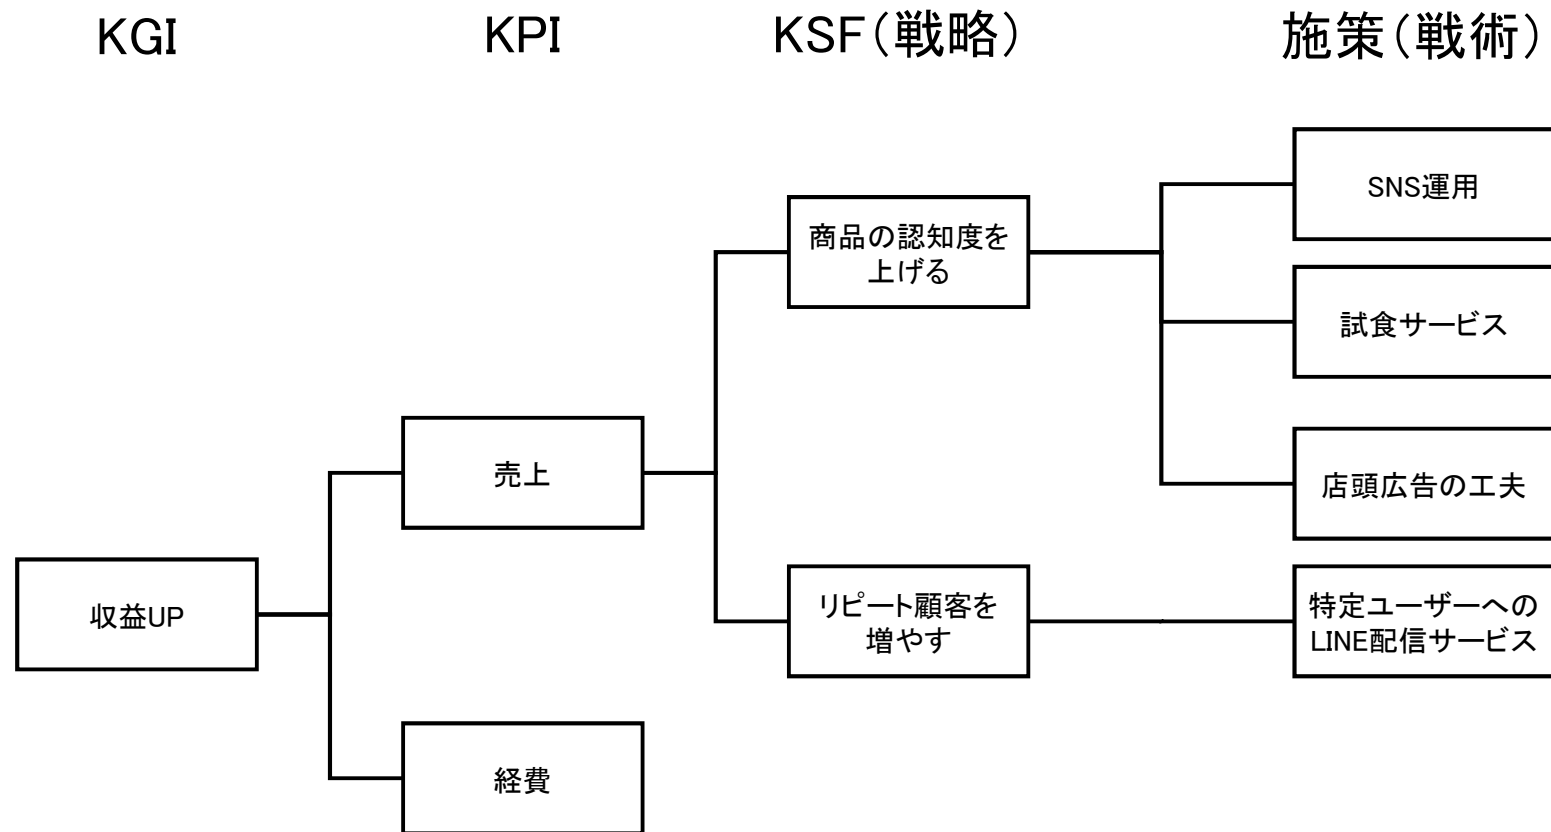 KGI
KPI
KSF(戦略)
施策(戦術)
SNS運用
商品の認知度を
上げる
試食サービス
売上
店頭広告の工夫
収益UP
リピート顧客を
増やす
特定ユーザーへの
LINE配信サービス
経費